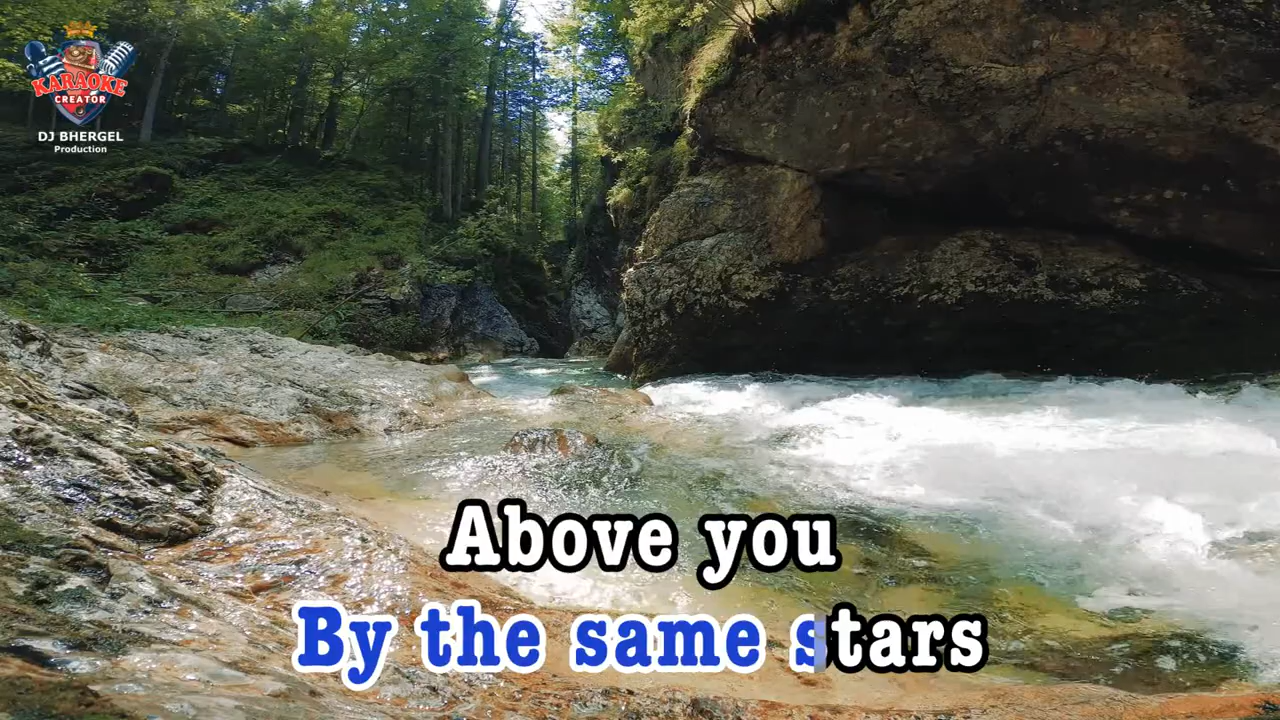 KARAOKE
CREATOR
DJ BHERGEL
Production
Above you
By the same stars